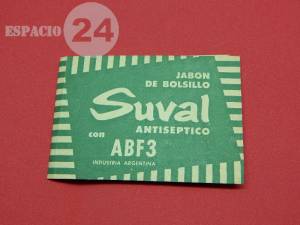 ESPACIO 24
JABON
DE BOLSILLO
Suval
ANTISEPTICO
con
ABF3
INDUSTRIA ARGENTINA